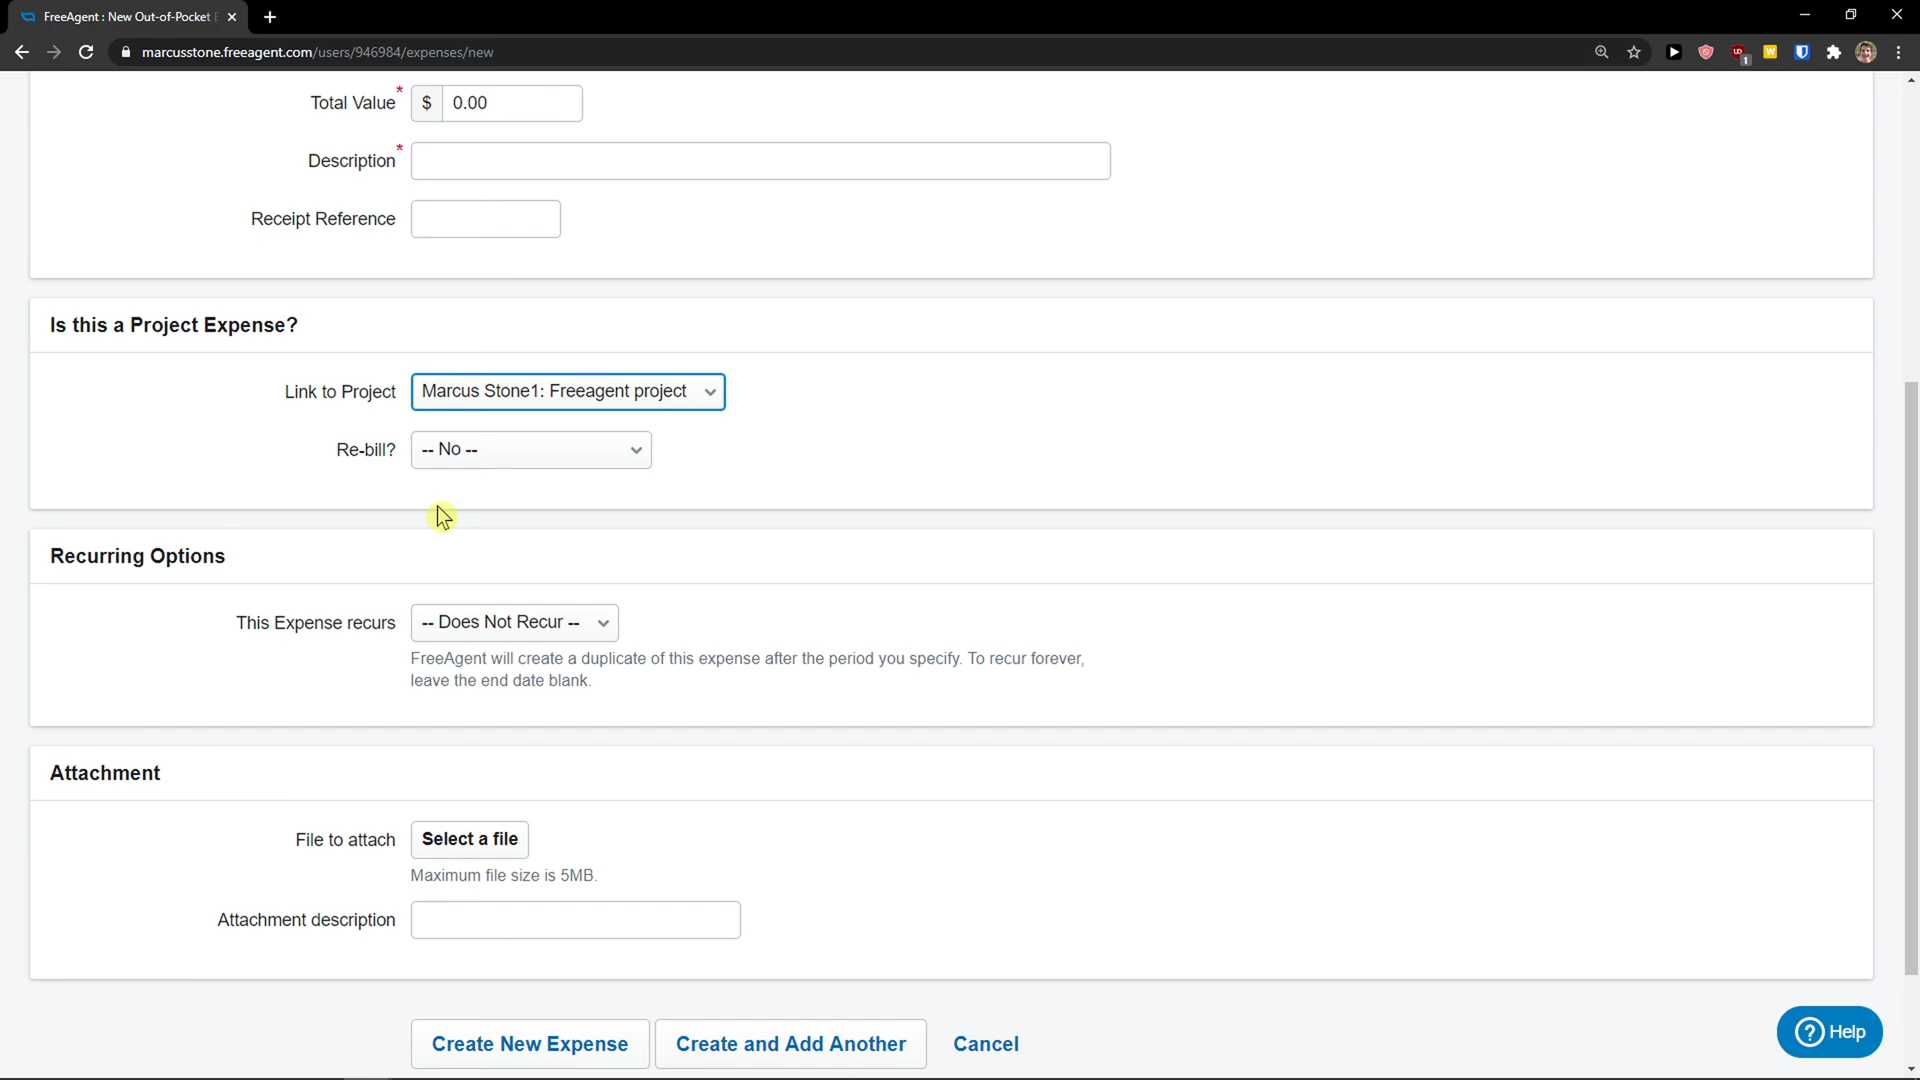 FreeAgent : New Out-of-Pocket E
marcusstone.freeagent.com/users/946984/expenses/new
1
W
Total Value *
$ 0.00
Description *
Receipt Reference
Is this a Project Expense?
Link to Project
Marcus Stone1: Freeagent project
Re-bill?
-- No --
Recurring Options
This Expense recurs
-- Does Not Recur --
FreeAgent will create a duplicate of this expense after the period you specify. To recur forever,
leave the end date blank.
Attachment
File to attach
Select a file
Maximum file size is 5MB.
Attachment description
Create New Expense
Create and Add Another
Cancel
? Help